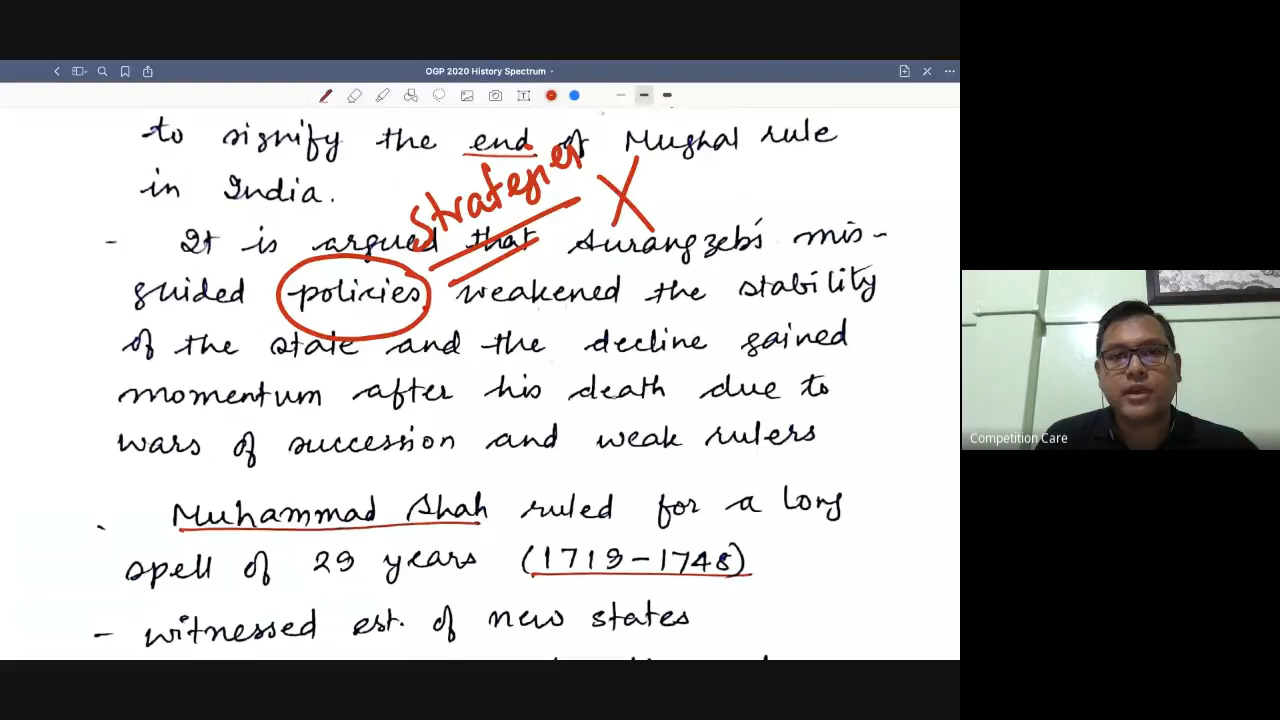 OGP 2020 History Spectrum
to signify the end of Mughal rule
in India.
Strategies X
- It is argued that Aurangzeb's mis-
guided policies weakened the stability
of the state and the decline gained
momentum after his death due to
wars of succession and weak rulers
Muhammad Shah ruled for a long
spell of 29 years (1719-1748)
- witnessed est. of new states
Competition Care